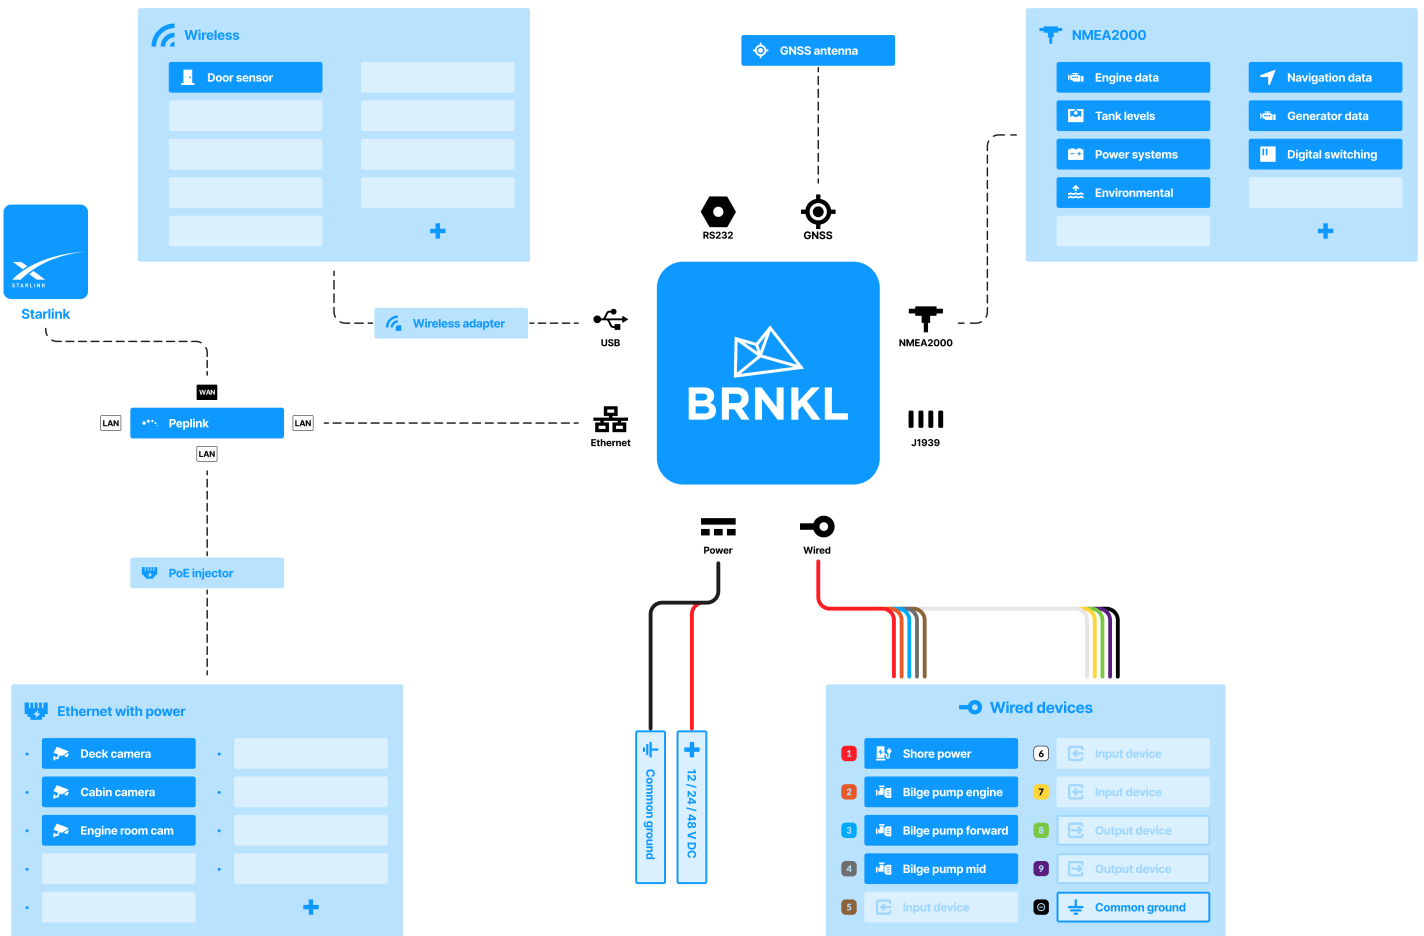 Wireless
Door sensor
GNSS antenna
NMEA2000
Engine data
Navigation data
Tank levels
Generator data
Power systems
Digital switching
Environmental
RS232
GNSS
STARLINK
Starlink
Wireless adapter
USB
NMEA2000
BRNKL
WAN
LAN
Peplink
LAN
LAN
Ethernet
J1939
Power
Wired
PoE injector
Ethernet with power
Deck camera
Cabin camera
Engine room cam
Common ground
12 / 24 / 48 V DC
Wired devices
1 Shore power
6 Input device
2 Bilge pump engine
7 Input device
3 Bilge pump forward
8 Output device
4 Bilge pump mid
9 Output device
5 Input device
Common ground